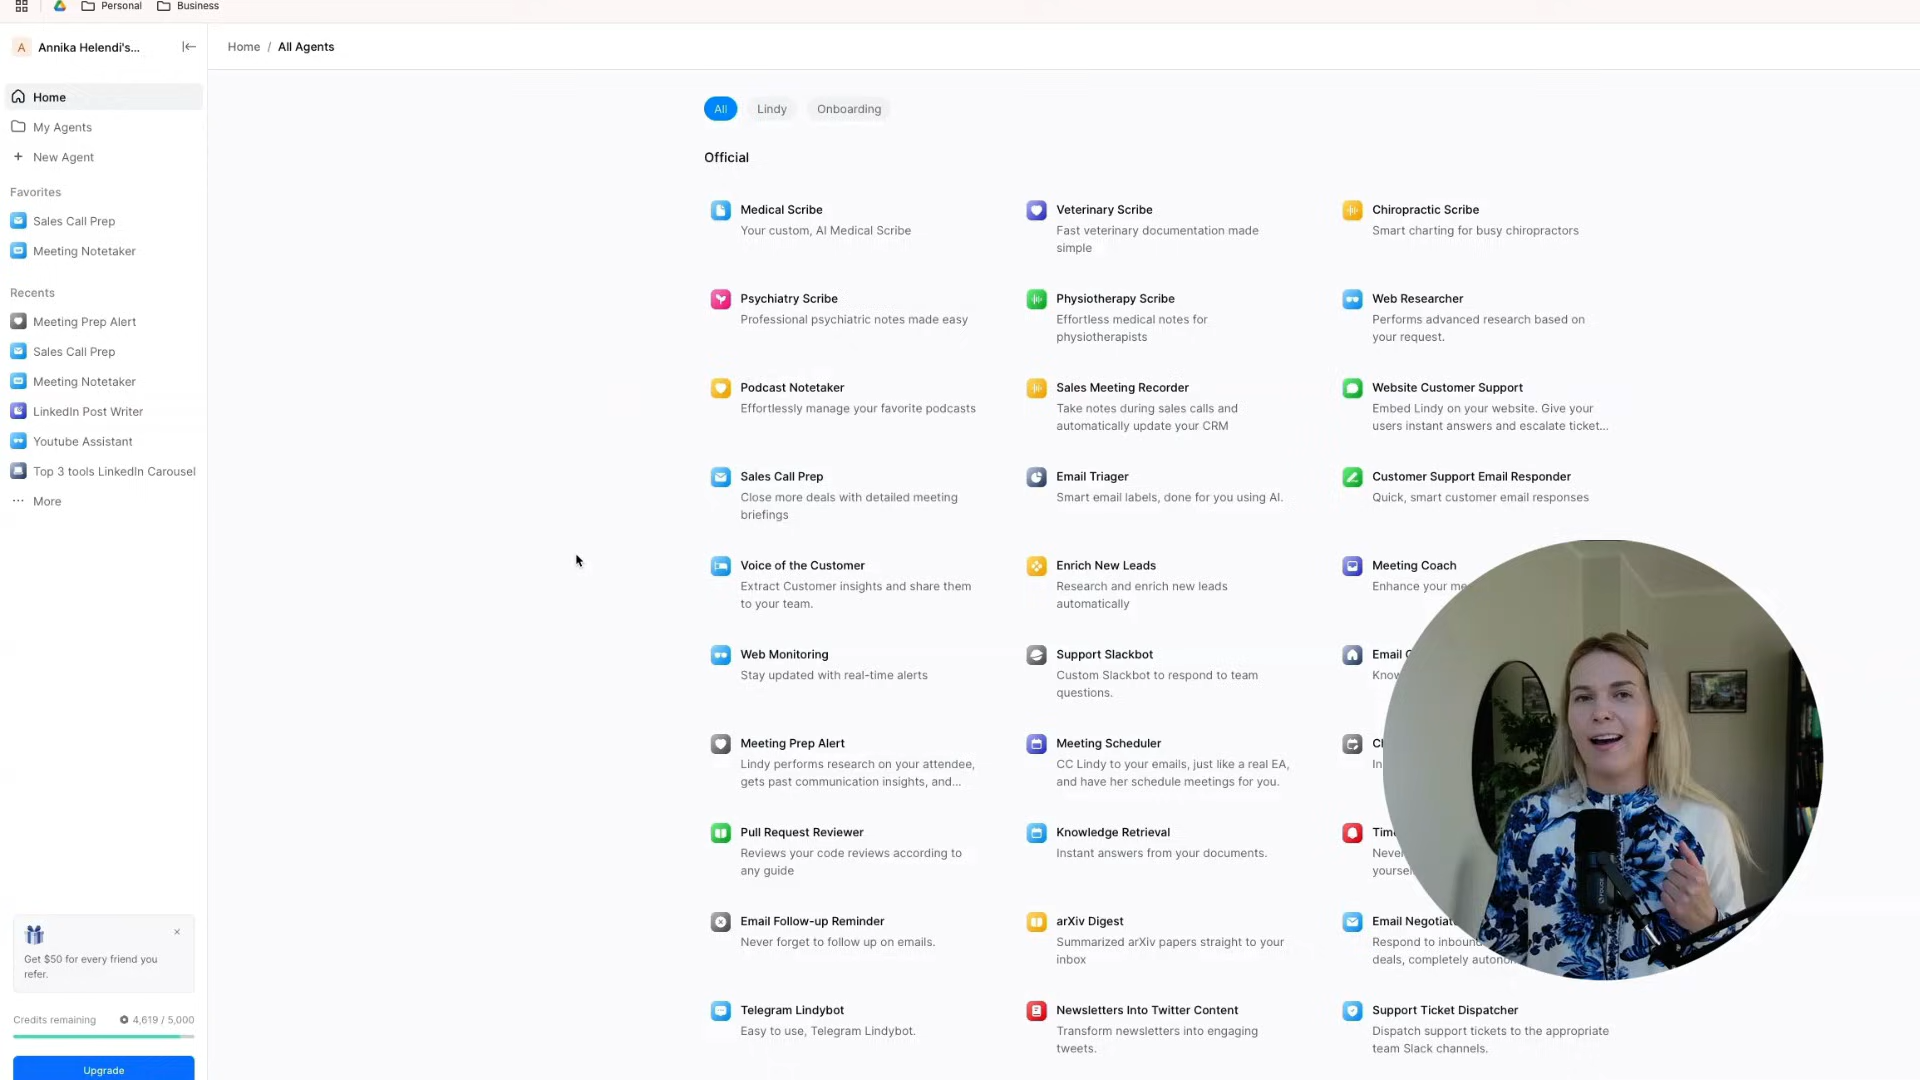 Personal
Business
A
Annika Helendi's...
Home / All Agents
Home
My Agents
New Agent
Favorites
Sales Call Prep
Meeting Notetaker
Recents
Meeting Prep Alert
Sales Call Prep
Meeting Notetaker
LinkedIn Post Writer
Youtube Assistant
Top 3 tools LinkedIn Carousel
More
Get $50 for every friend you
refer.
Credits remaining
4,619 / 5,000
Upgrade
All
Lindy
Onboarding
Official
Medical Scribe
Your custom, AI Medical Scribe
Veterinary Scribe
Fast veterinary documentation made
simple
Chiropractic Scribe
Smart charting for busy chiropractors
Psychiatry Scribe
Professional psychiatric notes made easy
Physiotherapy Scribe
Effortless medical notes for
physiotherapists
Web Researcher
Performs advanced research based on
your request.
Podcast Notetaker
Effortlessly manage your favorite podcasts
Sales Meeting Recorder
Take notes during sales calls and
automatically update your CRM
Website Customer Support
Embed Lindy on your website. Give your
users instant answers and escalate ticket...
Sales Call Prep
Close more deals with detailed meeting
briefings
Email Triager
Smart email labels, done for you using AI.
Customer Support Email Responder
Quick, smart customer email responses
Voice of the Customer
Extract Customer insights and share them
to your team.
Enrich New Leads
Research and enrich new leads
automatically
Meeting Coach
Enhance your
Web Monitoring
Stay updated with real-time alerts
Support Slackbot
Custom Slackbot to respond to team
questions.
Email
Meeting Prep Alert
Lindy performs research on your attendee,
gets past communication insights, and...
Meeting Scheduler
CC Lindy to your emails, just like a real EA,
and have her schedule meetings for you.
Pull Request Reviewer
Reviews your code reviews according to
any guide
Knowledge Retrieval
Instant answers from your documents.
Email Follow-up Reminder
Never forget to follow up on emails.
arXiv Digest
Summarized arXiv papers straight to your
inbox
Email
Respond to
deals, completely
Telegram Lindybot
Easy to use, Telegram Lindybot.
Newsletters Into Twitter Content
Transform newsletters into engaging
tweets.
Support Ticket Dispatcher
Dispatch support tickets to the appropriate
team Slack channels.